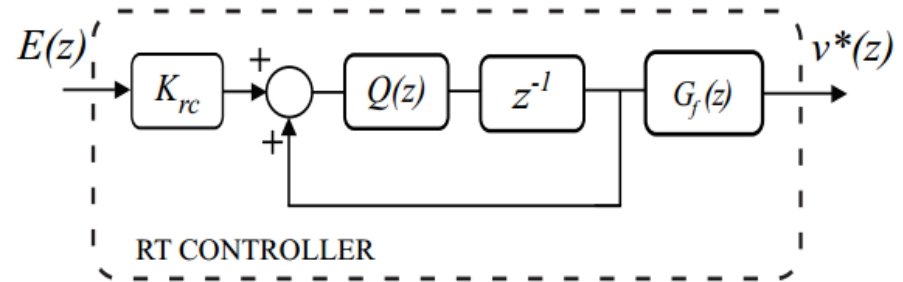 E(z)
v*(z)
+
K_rc
Q(z)
z^-1
G_f(z)
+
RT CONTROLLER